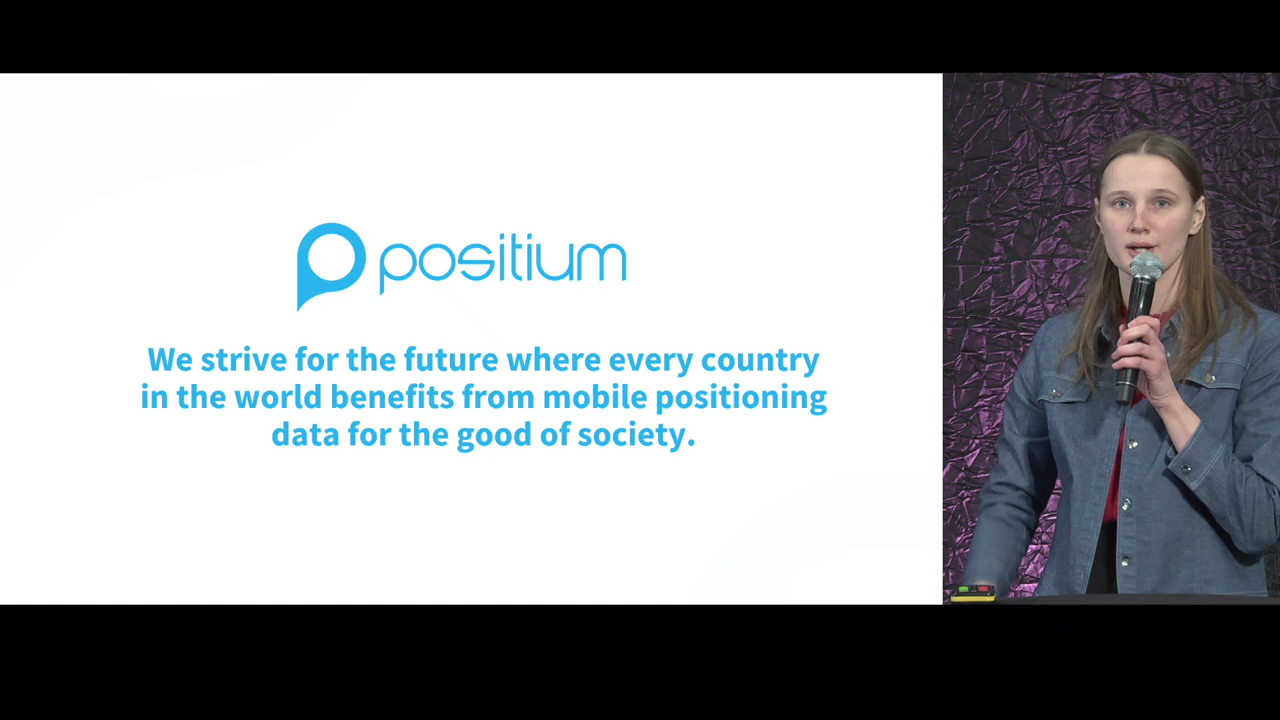 positium
We strive for the future where every country
in the world benefits from mobile positioning
data for the good of society.